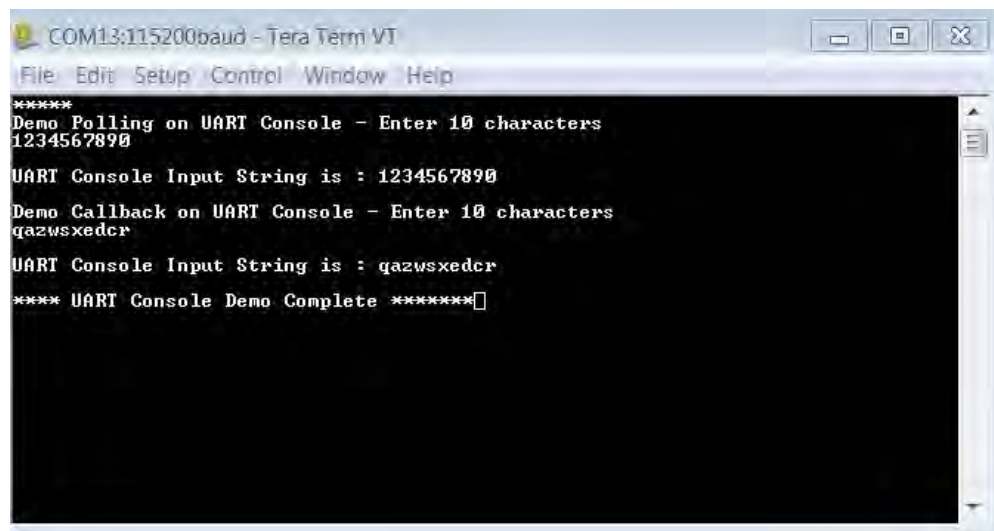 COM13:115200baud - Tera Term VT
File Edit Setup Control Window Help
*****
Demo Polling on UART Console - Enter 10 characters
1234567890
UART Console Input String is : 1234567890
Demo Callback on UART Console - Enter 10 characters
qazwsxedcr
UART Console Input String is : qazwsxedcr
**** UART Console Demo Complete *******